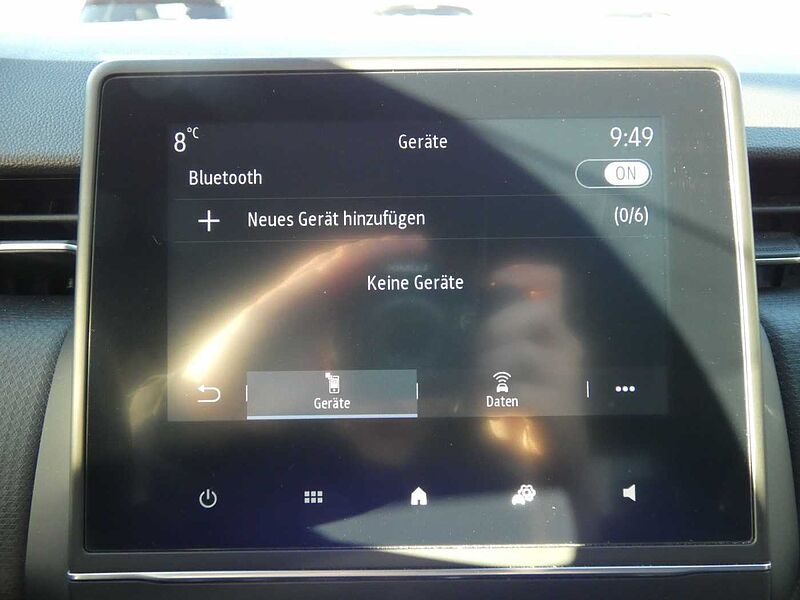 8°C
Geräte
9:49
Bluetooth
ON
Neues Gerät hinzufügen
(0/6)
Keine Geräte
Geräte
Daten